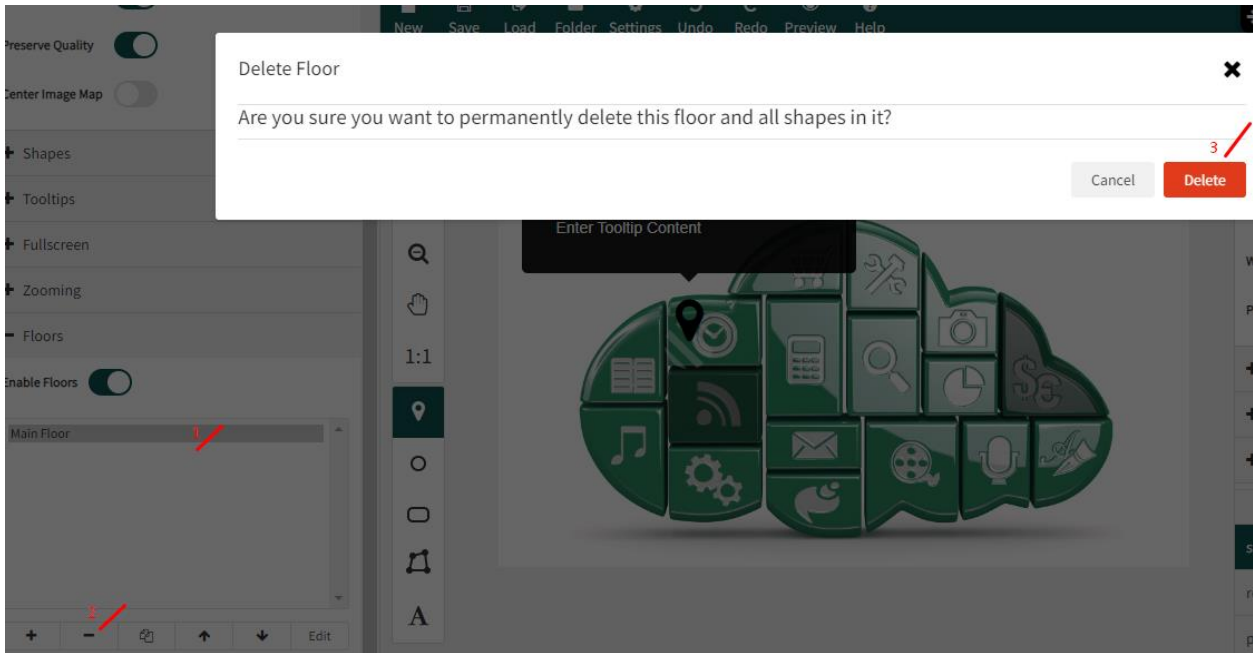 New Save Load Folder Settings Undo Redo Preview Help
Preserve Quality
Center Image Map
Delete Floor
Are you sure you want to permanently delete this floor and all shapes in it?
3
Cancel Delete
+ Shapes
+ Tooltips
+ Fullscreen
+ Zooming
− Floors
Enter Tooltip Content
1:1
Enable Floors
Main Floor
1
2
Edit
A